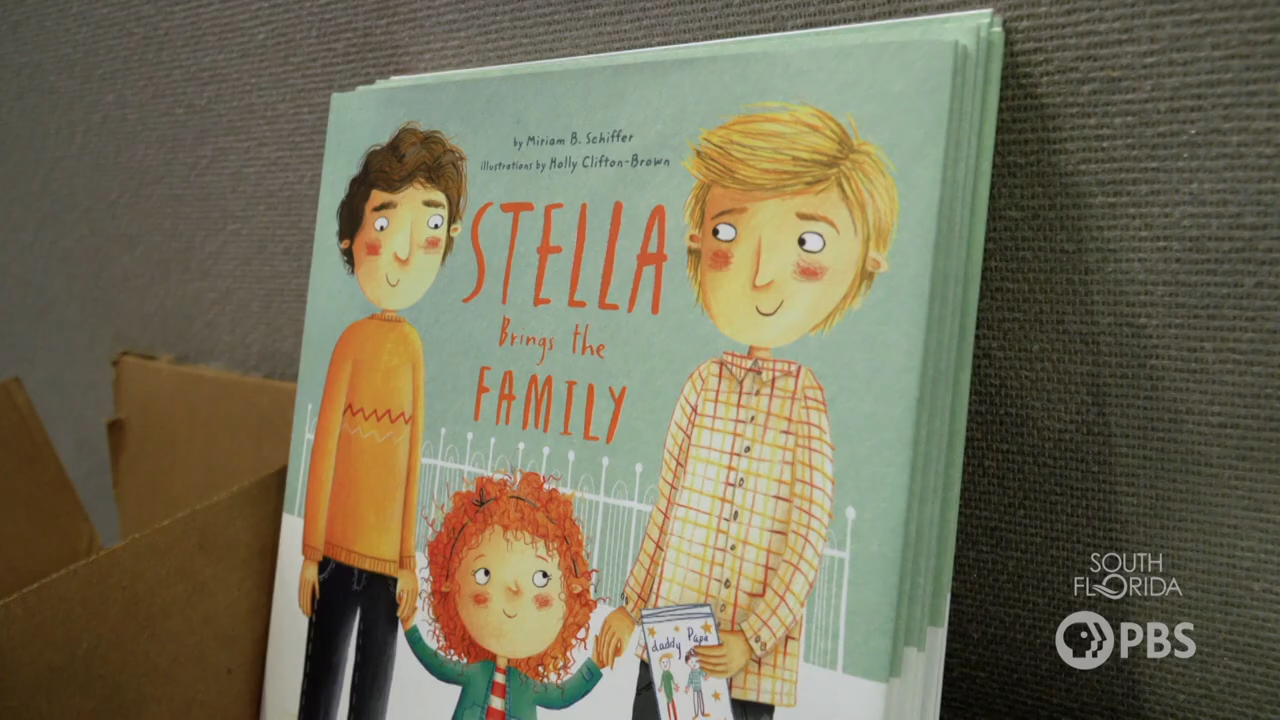 by Miriam B. Schiffer
illustrations by Holly Clifton-Brown
STELLA
Brings the
FAMILY
daddy Papa
SOUTH
FLORIDA
PBS